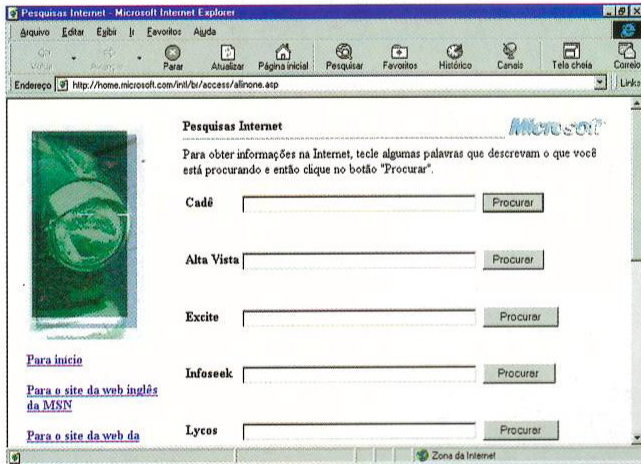 Pesquisas Internet - Microsoft Internet Explorer
Arquivo Editar Exibir Ir Favoritos Ajuda
Voltar Avançar Parar Atualizar Página inicial Pesquisar Favoritos Histórico Canais Tela cheia Correio
Endereço http://home.microsoft.com/intl/br/access/allinone.asp Links
Pesquisas Internet Microsoft
Para obter informações na Internet, tecle algumas palavras que descrevam o que você
está procurando e então clique no botão "Procurar".
Cadê Procurar
Alta Vista Procurar
Excite Procurar
Infoseek Procurar
Lycos Procurar
Para início
Para o site da web inglês
da MSN
Para o site da web da
Zona da Internet